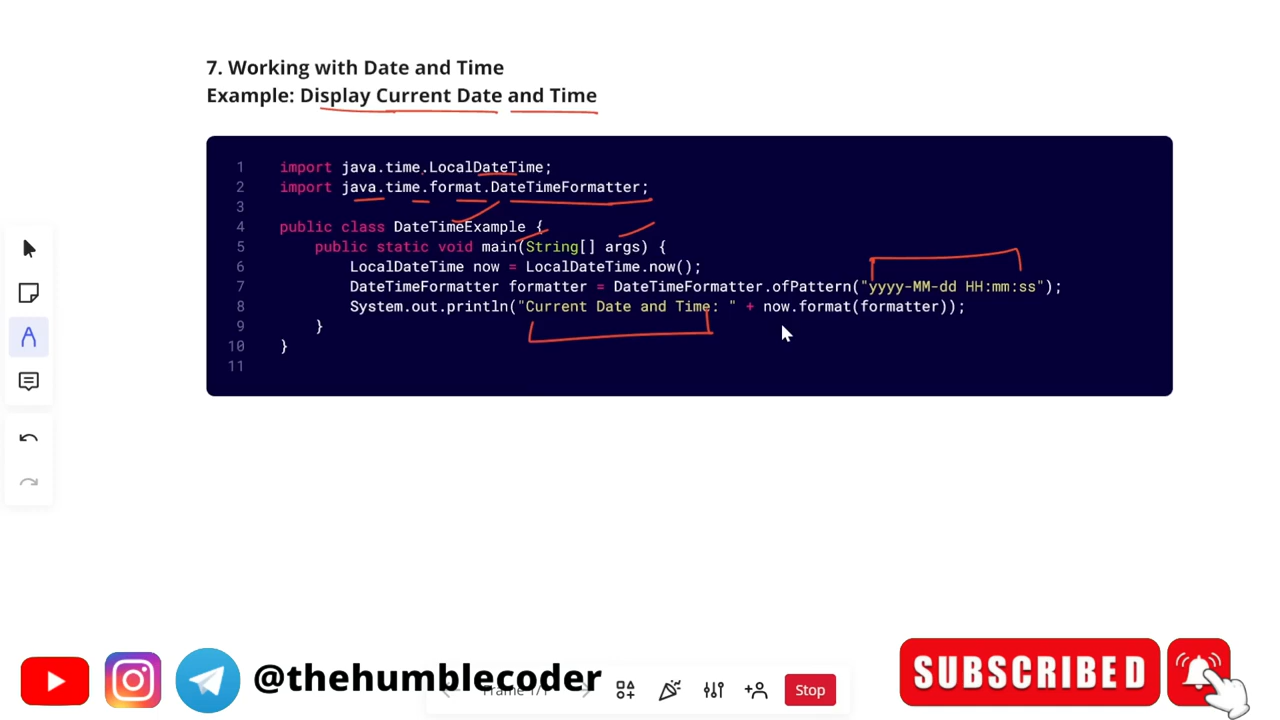 7. Working with Date and Time
Example: Display Current Date and Time
1 import java.time.LocalDateTime;
2 import java.time.format.DateTimeFormatter;
3
4 public class DateTimeExample {
5 public static void main(String[] args) {
6 LocalDateTime now = LocalDateTime.now();
7 DateTimeFormatter formatter = DateTimeFormatter.ofPattern("yyyy-MM-dd HH:mm:ss");
8 System.out.println("Current Date and Time: " + now.format(formatter));
9 }
10 }
11
@thehumblecoder
Frame 1/1
Stop
SUBSCRIBED